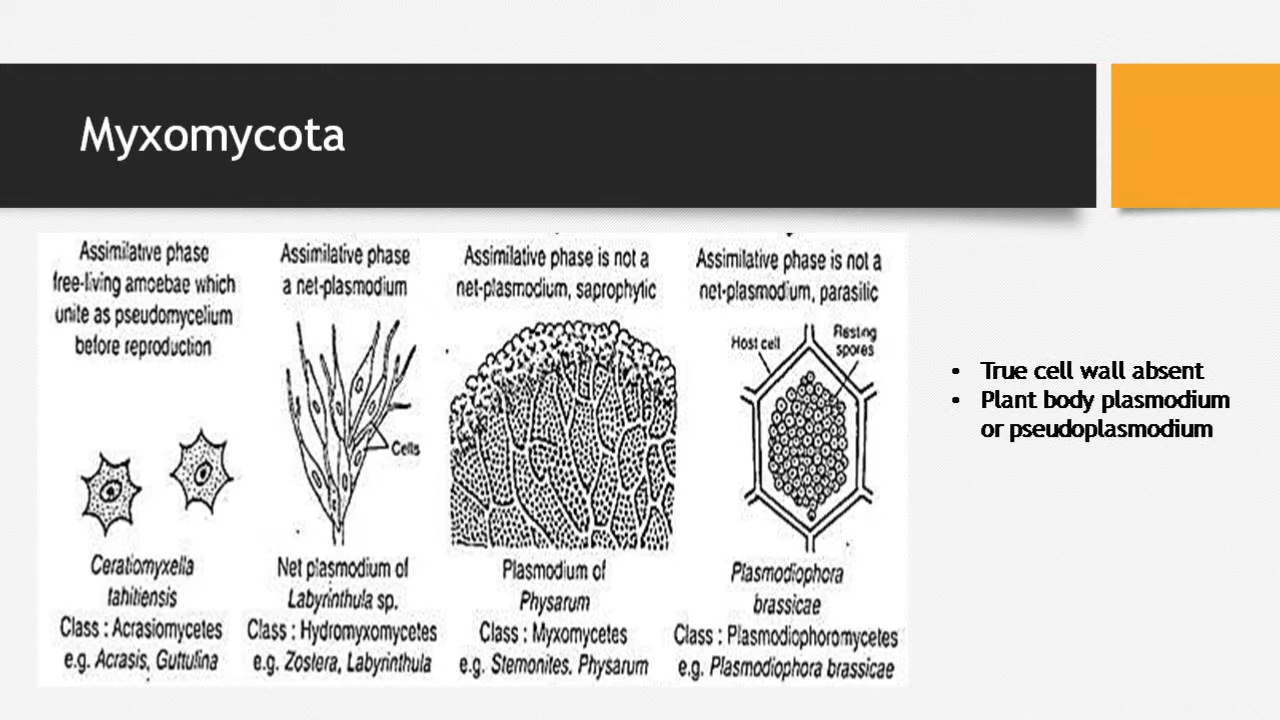 Myxomycota
Assimilative phase
free-living amoebae which
unite as pseudomycelium
before reproduction
Ceratiomyxella
tahitiensis
Class : Acrasiomycetes
e.g. Acrasis, Guttulina
Assimilative phase
a net-plasmodium
Cells
Net plasmodium of
Labyrinthula sp.
Class : Hydromyxomycetes
e.g. Zostera, Labyrinthula
Assimilative phase is not a
net-plasmodium, saprophytic
Plasmodium of
Physarum
Class : Myxomycetes
e.g. Stemonites. Physarum
Assimilative phase is not a
net-plasmodium, parasitic
Host cell
Resting
spores
Plasmodiophora
brassicae
Class : Plasmodiophoromycetes
e.g. Plasmodiophora brassicae
• True cell wall absent
• Plant body plasmodium
or pseudoplasmodium